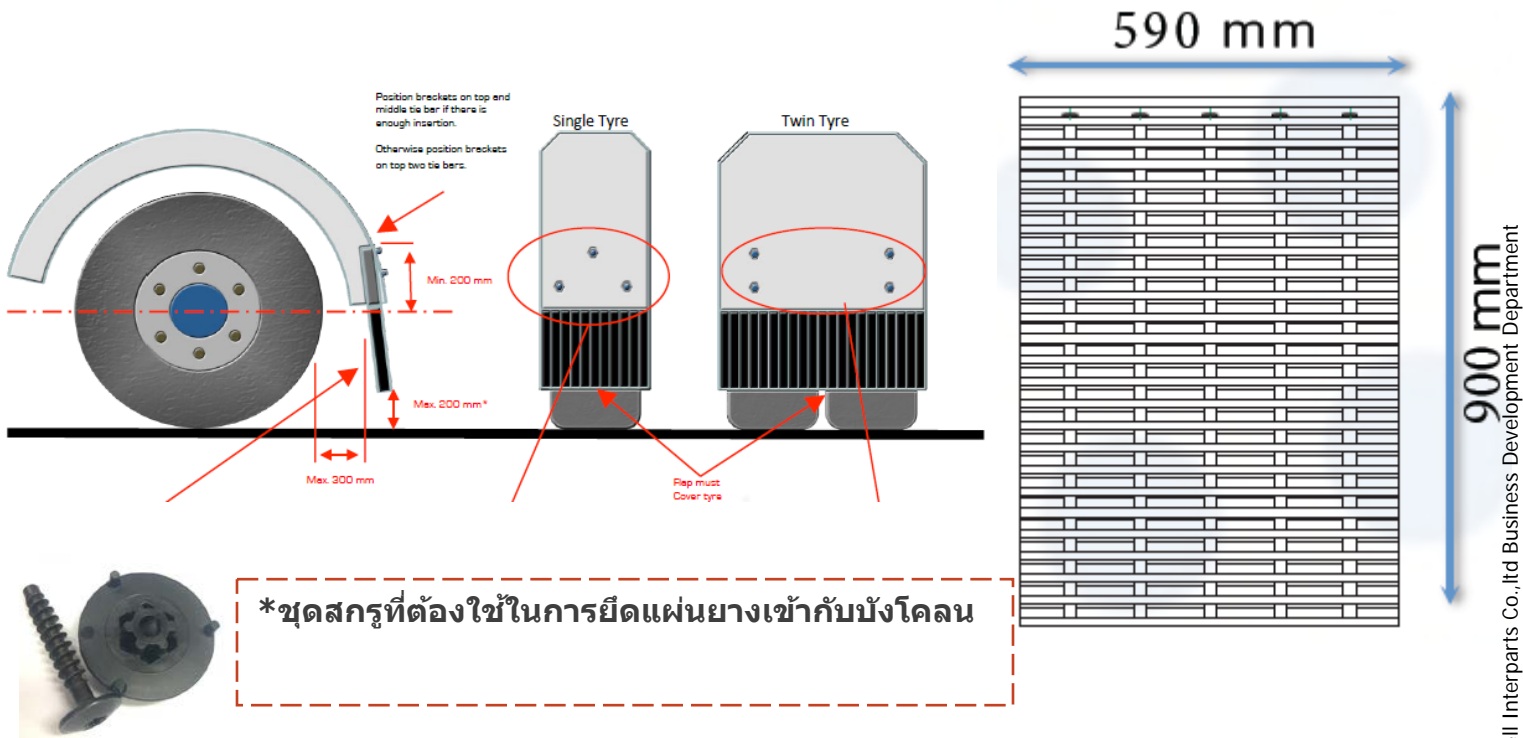 590 mm
Position brackets on top and
middle tie bar if there is
enough insertion.
Otherwise position brackets
on top two tie bars.
Single Tyre
Twin Tyre
Min. 200 mm
Max. 200 mm*
Max. 300 mm
Flap must
Cover tyre
900 mm
Interparts Co.,ltd Business Development Department
*ชุดสกรูที่ต้องใช้ในการยึดแผ่นยางเข้ากับบังโคลน